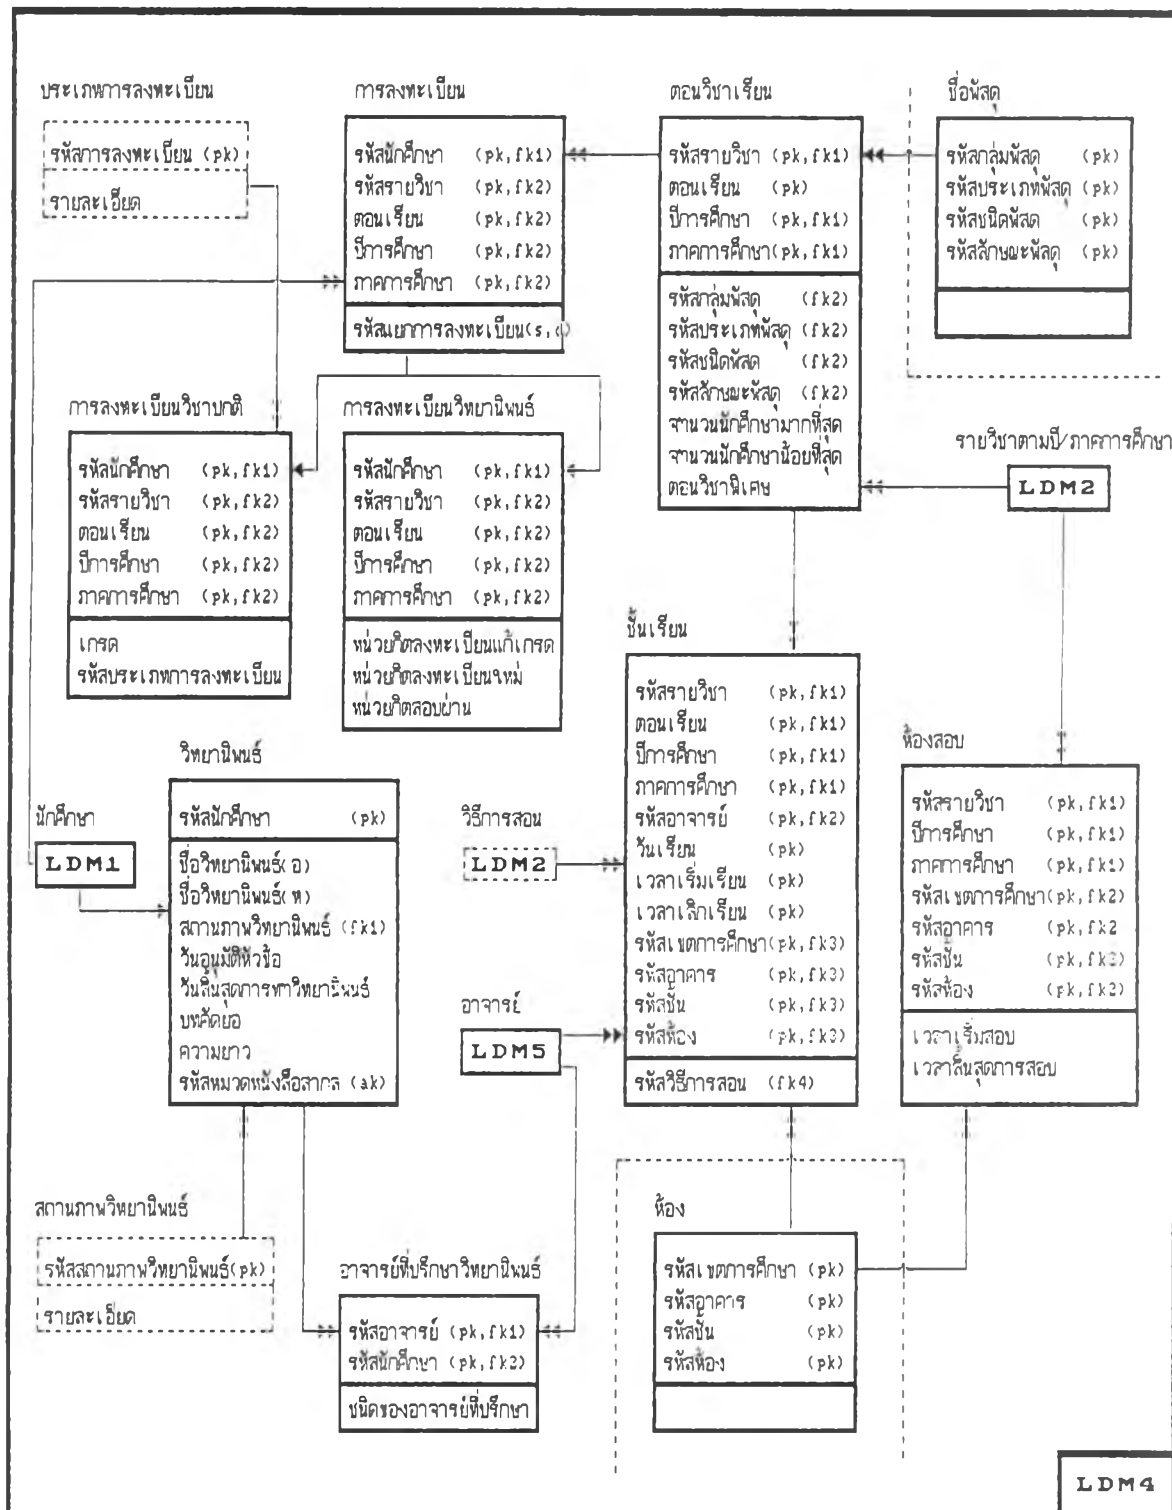 ประเภทการลงทะเบียน
รหัสการลงทะเบียน (pk)
รายละเอียด
การลงทะเบียน
รหัสนักศึกษา (pk,fk1)
รหัสรายวิชา (pk,fk2)
ตอนเรียน (pk,fk2)
ปีการศึกษา (pk,fk2)
ภาคการศึกษา (pk,fk2)
รหัสแยกการลงทะเบียน(s,
ตอนวิชาเรียน
รหัสรายวิชา (pk,fk1)
ตอนเรียน (pk)
ปีการศึกษา (pk,fk1)
ภาคการศึกษา(pk,fk1)
รหัสกลุ่มพัสดุ (fk2)
รหัสประเภทพัสดุ (fk2)
รหัสชนิดพัสด (fk2)
รหัสลักษณะพัสดุ (fk2)
จำนวนนักศึกษามากที่สุด
จำนวนนักศึกษาน้อยที่สุด
ตอนวิชาพิเศษ
ชื่อพัสดุ
รหัสกลุ่มพัสดุ (pk)
รหัสประเภทพัสดุ (pk)
รหัสชนิดพัสด (pk)
รหัสลักษณะพัสดุ (pk)
การลงทะเบียนวิชาปกติ
รหัสนักศึกษา (pk,fk1)
รหัสรายวิชา (pk,fk2)
ตอนเรียน (pk,fk2)
ปีการศึกษา (pk,fk2)
ภาคการศึกษา (pk,fk2)
เกรด
รหัสประเภทการลงทะเบียน
การลงทะเบียนวิทยานิพนธ์
รหัสนักศึกษา (pk,fk1)
รหัสรายวิชา (pk,fk2)
ตอนเรียน (pk,fk2)
ปีการศึกษา (pk,fk2)
ภาคการศึกษา (pk,fk2)
หน่วยกิตลงทะเบียนแก้เกรด
หน่วยกิตลงทะเบียนใหม่
หน่วยกิตสอบผ่าน
รายวิชาตามปี/ภาคการศึกษา
LDM2
ชั้นเรียน
รหัสรายวิชา (pk,fk1)
ตอนเรียน (pk,fk1)
ปีการศึกษา (pk,fk1)
ภาคการศึกษา (pk,fk1)
รหัสอาจารย์ (pk,fk2)
วันเรียน (pk)
เวลาเริ่มเรียน (pk)
เวลาเลิกเรียน (pk)
รหัสเขตการศึกษา(pk,fk3)
รหัสอาคาร (pk,fk3)
รหัสชั้น (pk,fk3)
รหัสห้อง (pk,fk3)
รหัสวิธีการสอน (fk4)
ห้องสอบ
รหัสรายวิชา (pk,fk1)
ปีการศึกษา (pk,fk1)
ภาคการศึกษา (pk,fk1)
รหัสเขตการศึกษา(pk,fk2)
รหัสอาคาร (pk,fk2
รหัสชั้น (pk,fk2)
รหัสห้อง (pk,fk2)
เวลาเริ่มสอบ
เวลาสิ้นสุดการสอบ
นักศึกษา
LDM1
วิทยานิพนธ์
รหัสนักศึกษา (pk)
ชื่อวิทยานิพนธ์(อ)
ชื่อวิทยานิพนธ์(ท)
สถานภาพวิทยานิพนธ์ (fk1)
วันอนุมัติหัวข้อ
วันสิ้นสุดการทำวิทยานิพนธ์
บทคัดย่อ
ความยาว
รหัสหมวดหนังสือสากล (ak)
วิธีการสอน
LDM2
อาจารย์
LDM5
สถานภาพวิทยานิพนธ์
รหัสสถานภาพวิทยานิพนธ์(pk)
รายละเอียด
อาจารย์ที่ปรึกษาวิทยานิพนธ์
รหัสอาจารย์ (pk,fk1)
รหัสนักศึกษา (pk,fk2)
ชนิดของอาจารย์ที่ปรึกษา
ห้อง
รหัสเขตการศึกษา (pk)
รหัสอาคาร (pk)
รหัสชั้น (pk)
รหัสห้อง (pk)
LDM4